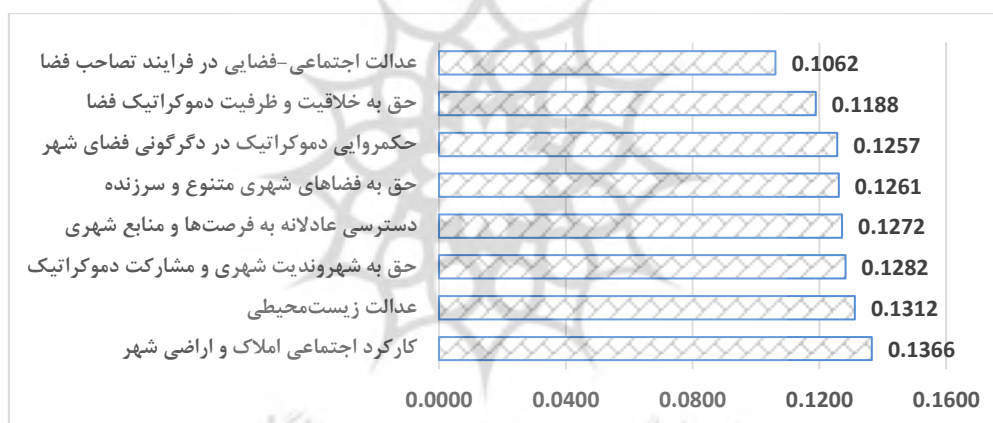 عدالت اجتماعی-فضایی در فرایند تصاحب فضا 0.1062
حق به خلاقیت و ظرفیت دموکراتیک فضا 0.1188
حکمروایی دموکراتیک در دگرگونی فضای شهر 0.1257
حق به فضاهای شهری متنوع و سرزنده 0.1261
دسترسی عادلانه به فرصت‌ها و منابع شهری 0.1272
حق به شهروندیت شهری و مشارکت دموکراتیک 0.1282
عدالت زیست‌محیطی 0.1312
کارکرد اجتماعی املاک و اراضی شهر 0.1366
0.0000 0.0400 0.0800 0.1200 0.1600